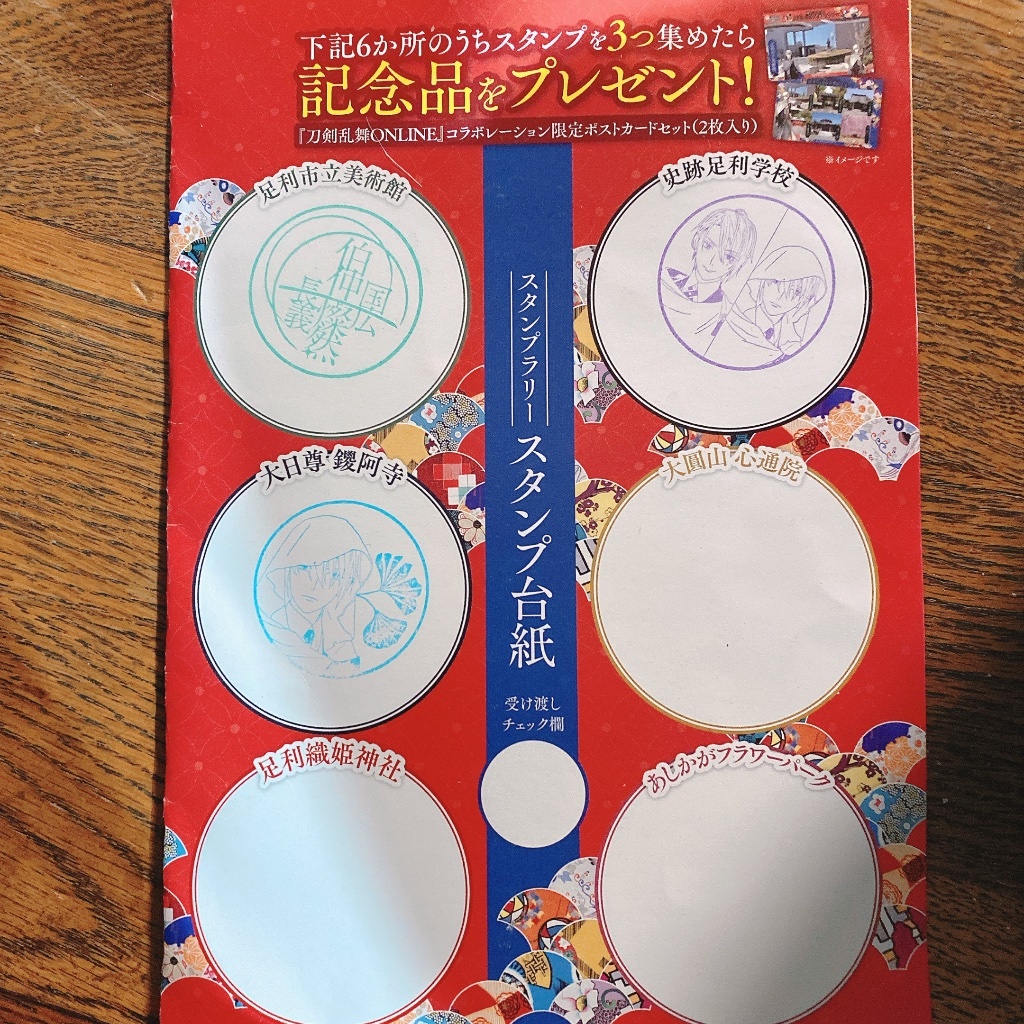 下記6か所のうちスタンプを3つ集めたら
記念品をプレゼント!
『刀剣乱舞ONLINE』コラボレーション限定ポストカードセット(2枚入り)
※イメージです
足利市立美術館
史跡足利学校
伯仲
長義
国広
燦然
スタンプラリー
スタンプ台紙
大日尊 鑁阿寺
大圓山 心通院
受け渡し
チェック欄
足利織姫神社
あしかがフラワーパーク